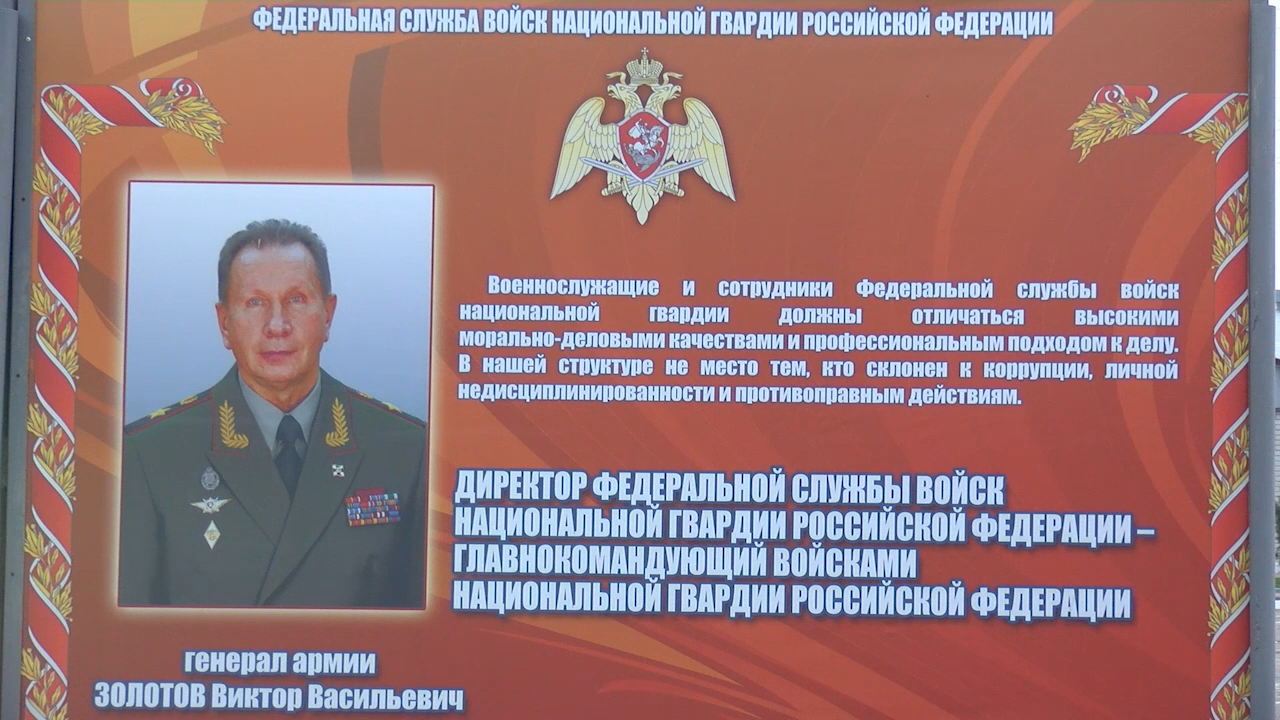 ФЕДЕРАЛЬНАЯ СЛУЖБА ВОЙСК НАЦИОНАЛЬНОЙ ГВАРДИИ РОССИЙСКОЙ ФЕДЕРАЦИИ
Военнослужащие и сотрудники Федеральной службы войск
национальной гвардии должны отличаться высокими
морально-деловыми качествами и профессиональным подходом к делу.
В нашей структуре не место тем, кто склонен к коррупции, личной
недисциплинированности и противоправным действиям.
ДИРЕКТОР ФЕДЕРАЛЬНОЙ СЛУЖБЫ ВОЙСК
НАЦИОНАЛЬНОЙ ГВАРДИИ РОССИЙСКОЙ ФЕДЕРАЦИИ –
ГЛАВНОКОМАНДУЮЩИЙ ВОЙСКАМИ
НАЦИОНАЛЬНОЙ ГВАРДИИ РОССИЙСКОЙ ФЕДЕРАЦИИ
генерал армии
ЗОЛОТОВ Виктор Васильевич